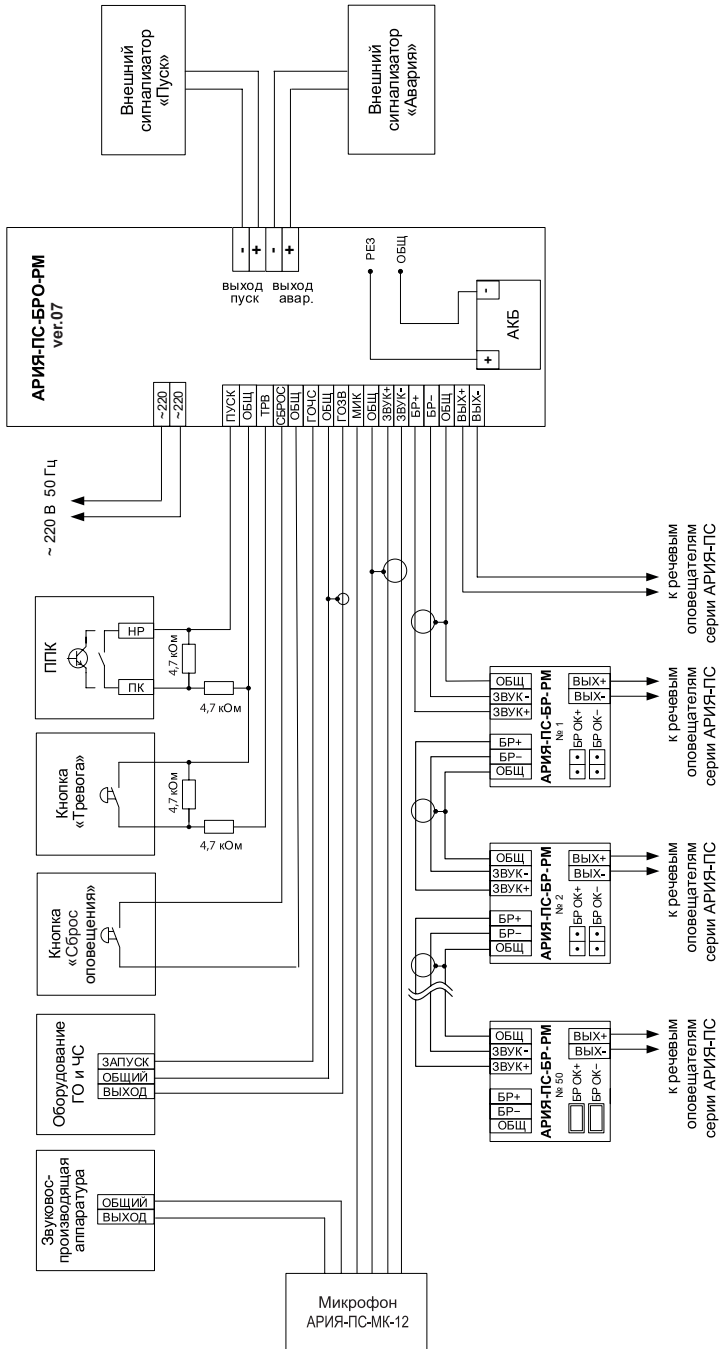 Внешний
сигнализатор
«Пуск»
Внешний
сигнализатор
«Авария»
АРИЯ-ПС-БРО-РМ
ver.07
-
+
-
+
выход
пуск
выход
авар.
РЕЗ
ОБЩ
+
-
АКБ
~220
~220
ПУСК
ОБЩ
ТРВ
СБРОС
ОБЩ
ГОЧС
ОБЩ
ГОЗВ
МИК
ОБЩ
ЗВУК+
ЗВУК-
БР+
БР–
ОБЩ
ВЫХ+
ВЫХ-
~ 220 В 50 Гц
ППК
НР
ПК
4,7 кОм
4,7 кОм
Кнопка
«Тревога»
4,7 кОм
4,7 кОм
Кнопка
«Сброс
оповещения»
Оборудование
ГО и ЧС
ЗАПУСК
ОБЩИЙ
ВЫХОД
Звуковос-
производящая
аппаратура
ОБЩИЙ
ВЫХОД
Микрофон
АРИЯ-ПС-МК-12
к речевым
оповещателям
серии АРИЯ-ПС
ОБЩ
ЗВУК-
ЗВУК+
БР+
БР–
ОБЩ
АРИЯ-ПС-БР-РМ
№ 1
ВЫХ+
ВЫХ-
БР ОК+
БР ОК–
к речевым
оповещателям
серии АРИЯ-ПС
ОБЩ
ЗВУК-
ЗВУК+
БР+
БР–
ОБЩ
АРИЯ-ПС-БР-РМ
№ 2
ВЫХ+
ВЫХ-
БР ОК+
БР ОК–
к речевым
оповещателям
серии АРИЯ-ПС
ОБЩ
ЗВУК-
ЗВУК+
БР+
БР–
ОБЩ
АРИЯ-ПС-БР-РМ
№ 50
ВЫХ+
ВЫХ-
БР ОК+
БР ОК–
к речевым
оповещателям
серии АРИЯ-ПС